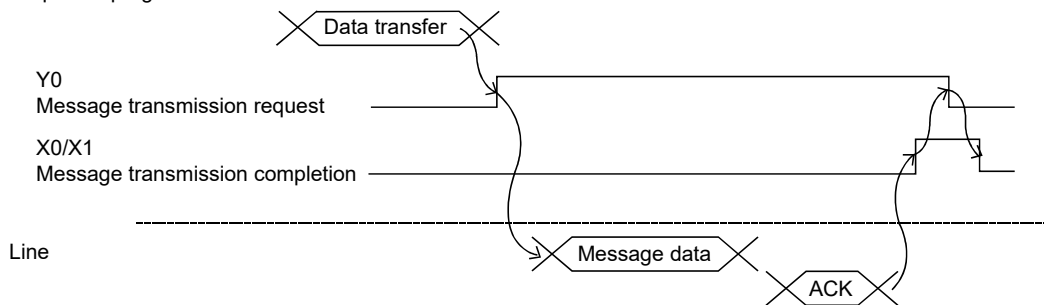 Data transfer
Y0
Message transmission request
X0/X1
Message transmission completion
Line
Message data
ACK